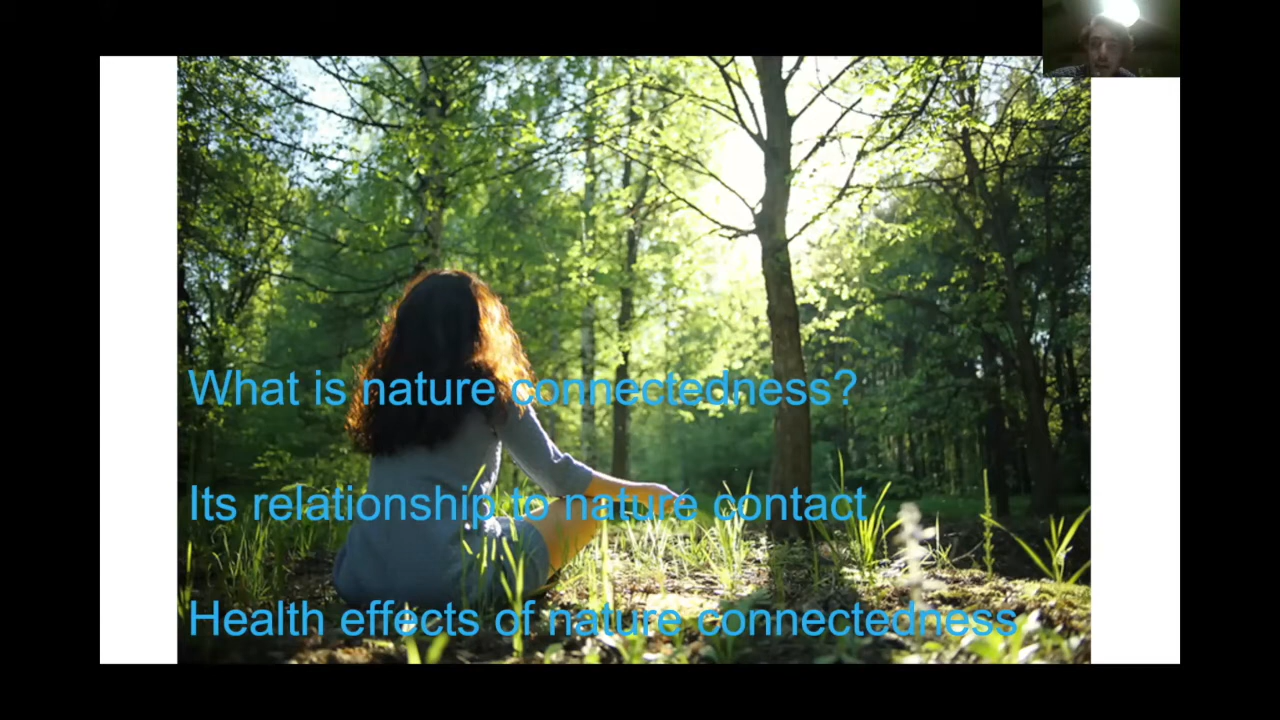 What is nature connectedness?
Its relationship to nature contact
Health effects of nature connectedness